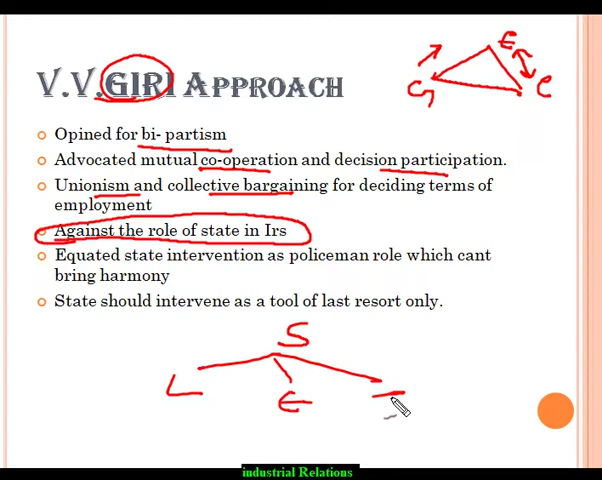 V.V.GIRI APPROACH
G
E
e
Opined for bi- partism
Advocated mutual co-operation and decision participation.
Unionism and collective bargaining for deciding terms of
employment
Against the role of state in Irs
Equated state intervention as policeman role which cant
bring harmony
State should intervene as a tool of last resort only.
S
L
E
industrial Relations